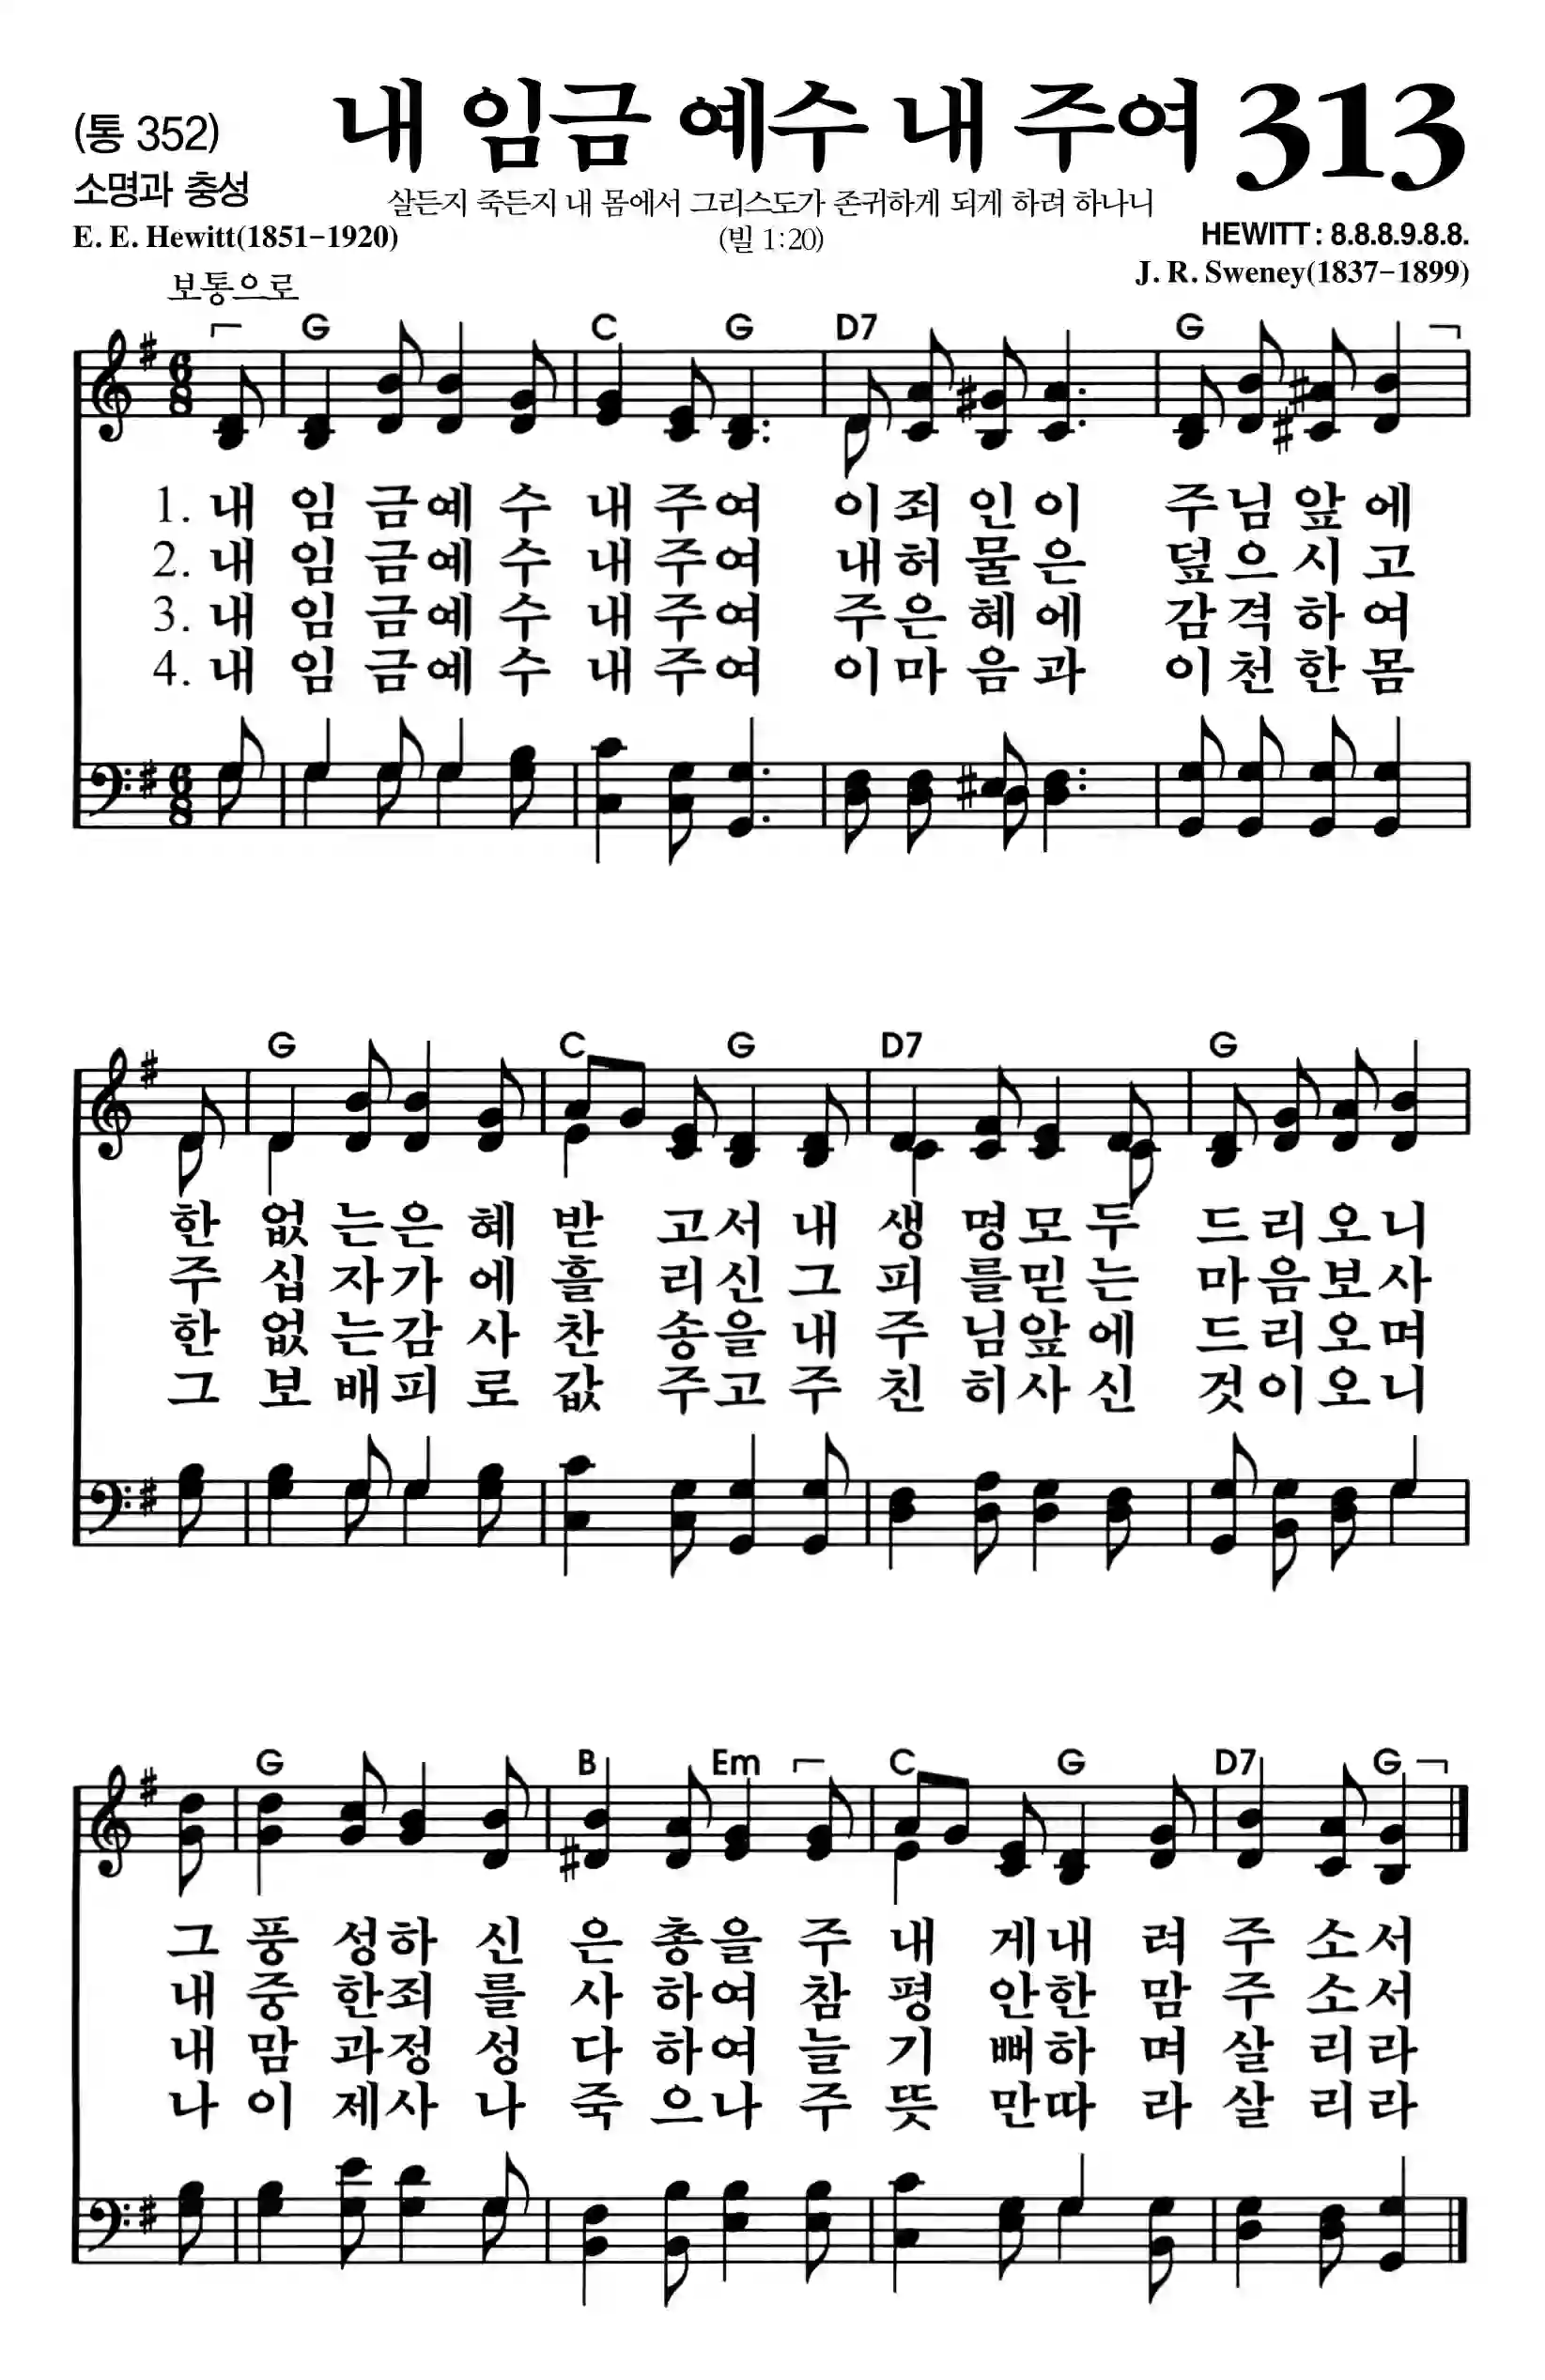 (통 352)
내 임금 예수 내 주여 313
소명과 충성
살든지 죽든지 내 몸에서 그리스도가 존귀하게 되게 하려 하나니
E. E. Hewitt(1851-1920)
(빌 1:20)
HEWITT : 8.8.8.9.8.8.
J. R. Sweney(1837-1899)
보통으로
G C G D7 G
1. 내 임 금예 수 내 주여 이죄 인이 주님 앞에
2. 내 임 금예 수 내 주여 내허 물은 덮으시고
3. 내 임 금예 수 내 주여 주은 혜에 감격하여
4. 내 임 금예 수 내 주여 이마 음과 이천한몸
G C G D7 G
한 없 는은 혜 받 고서 내 생 명모 두 드리오니
주 십 자가 에 흘 리신 그 피 를믿 는 마음보사
한 없 는감 사 찬 송을 내 주 님앞 에 드리오며
그 보 배피 로 값 주고 주 친 히사 신 것이오니
G B Em C G D7 G
그 풍 성하 신 은 총을 주 내 게내 려 주 소서
내 중 한죄 를 사 하여 참 평 안한 맘 주 소서
내 맘 과정 성 다 하여 늘 기 뻐하 며 살 리라
나 이 제사 나 죽 으나 주 뜻 만따 라 살 리라